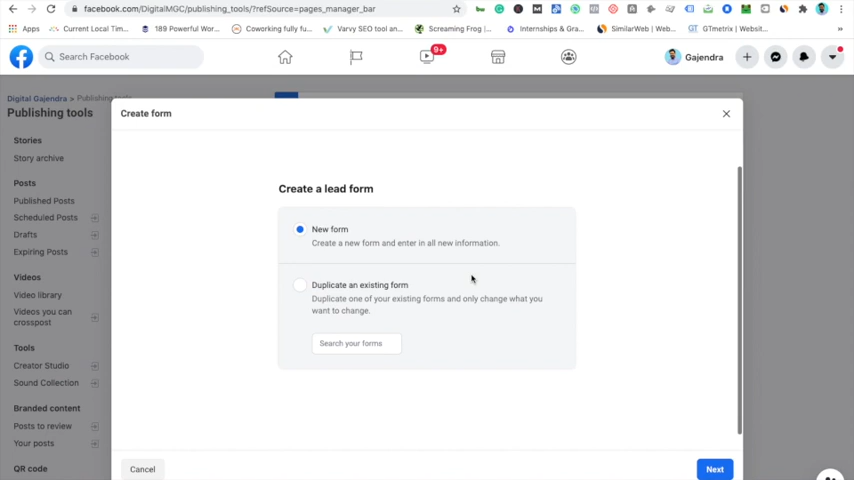 facebook.com/DigitalMGC/publishing_tools/?refSource=pages_manager_bar
Apps
Current Local Tim...
189 Powerful Wor...
Coworking fully fu...
Varvy SEO tool an...
Screaming Frog |...
Internships & Gra...
SimilarWeb | Web...
GTmetrix | Websit...
»
Search Facebook
9+
Gajendra
Digital Gajendra > Publishing tools
Publishing tools
Stories
Story archive
Posts
Published Posts
Scheduled Posts
Drafts
Expiring Posts
Videos
Video library
Videos you can
crosspost
Tools
Creator Studio
Sound Collection
Branded content
Posts to review
Your posts
QR code
Create form
Create a lead form
New form
Create a new form and enter in all new information.
Duplicate an existing form
Duplicate one of your existing forms and only change what you
want to change.
Search your forms
Cancel
Next